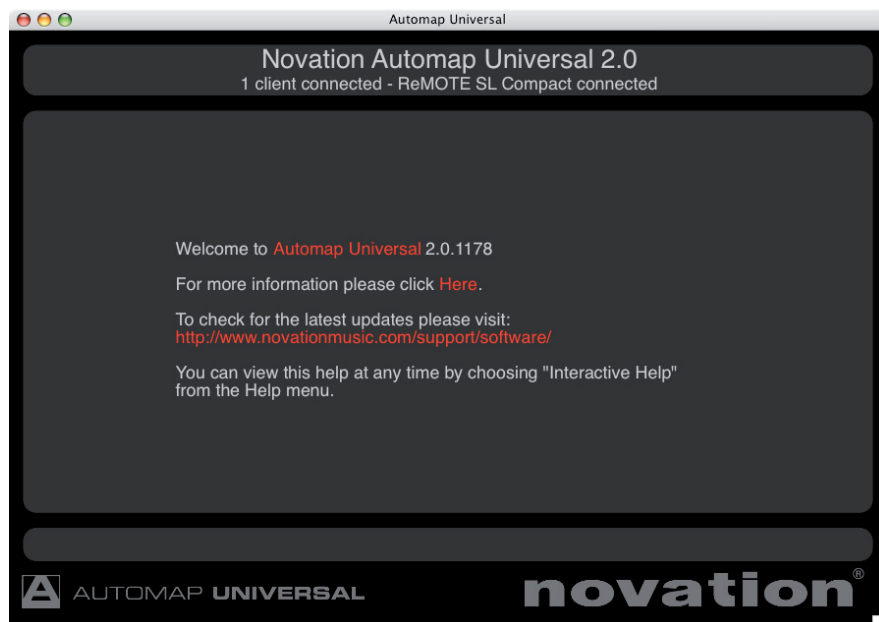 Automap Universal
Novation Automap Universal 2.0
1 client connected - ReMOTE SL Compact connected
Welcome to Automap Universal 2.0.1178
For more information please click Here.
To check for the latest updates please visit:
http://www.novationmusic.com/support/software/
You can view this help at any time by choosing "Interactive Help"
from the Help menu.
A AUTOMAP UNIVERSAL
novation®